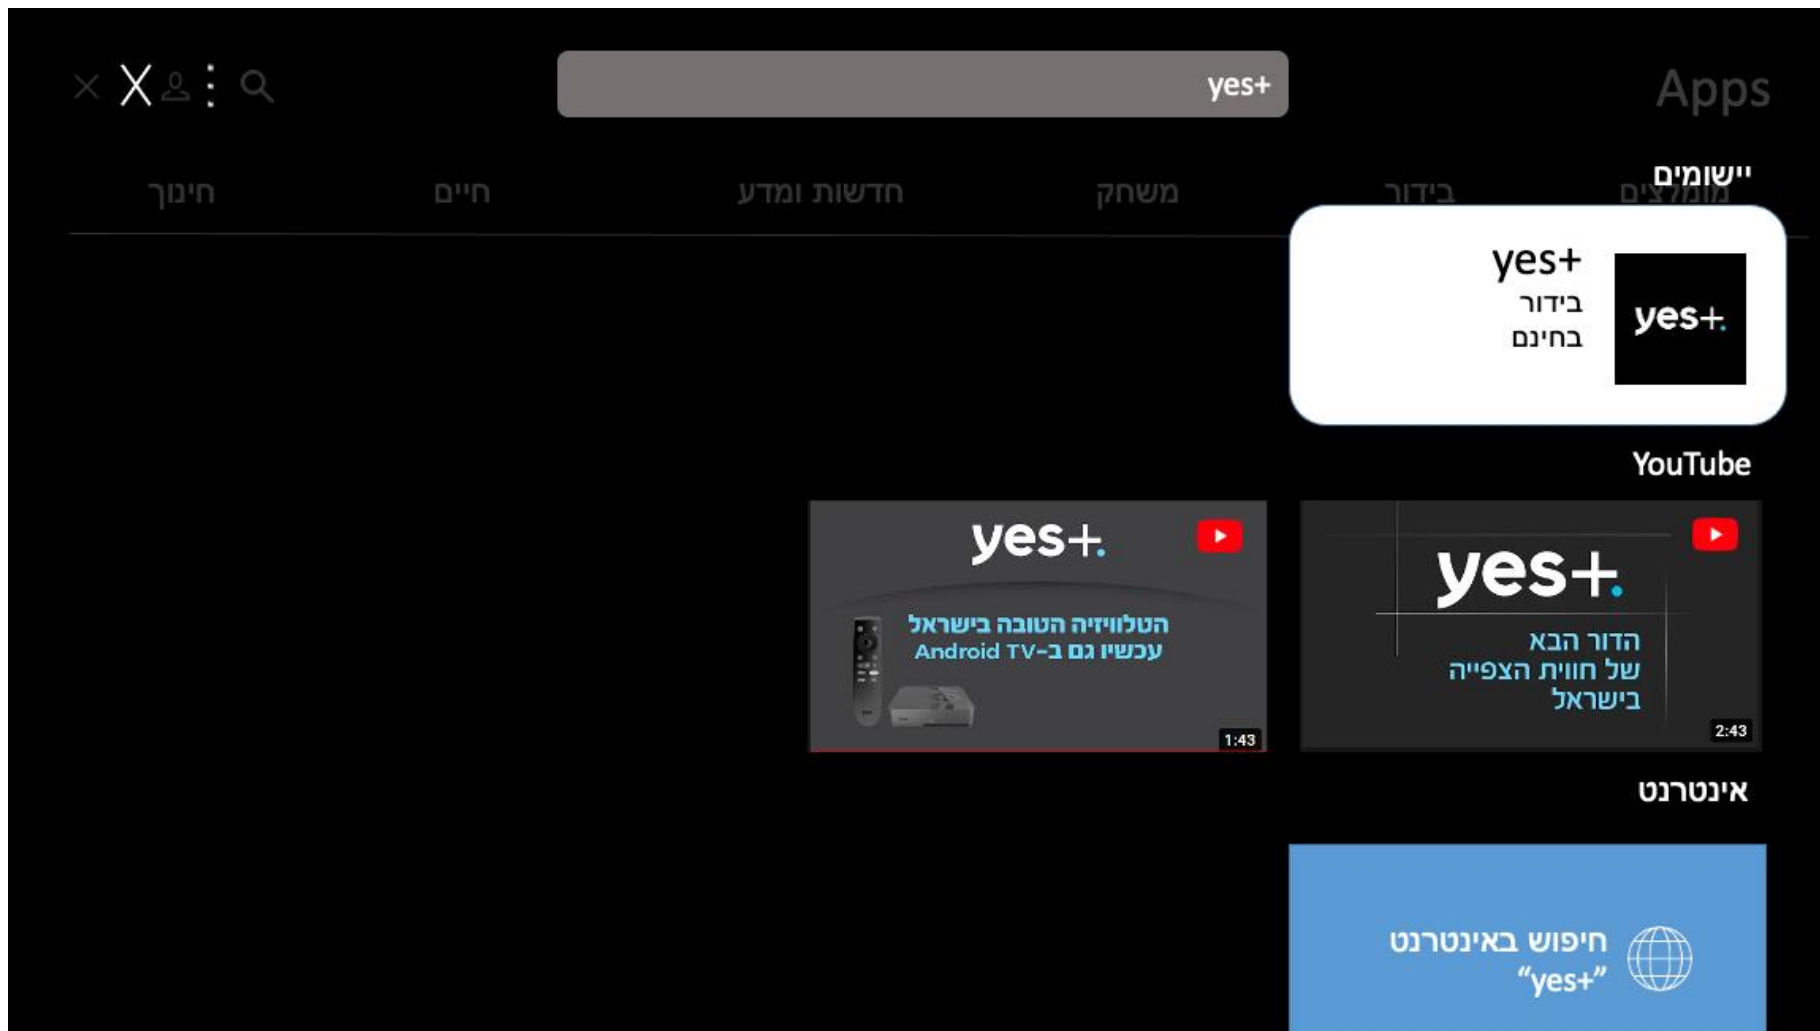 Apps
yes+
יישומים
מומלצים
בידור
משחק
חדשות ומדע
חיים
חינוך
yes+
בידור
בחינם
yes+.
YouTube
yes+.
הדור הבא
של חווית הצפייה
בישראל
2:43
yes+.
הטלוויזיה הטובה בישראל
עכשיו גם ב-Android TV
1:43
אינטרנט
חיפוש באינטרנט
“yes+”